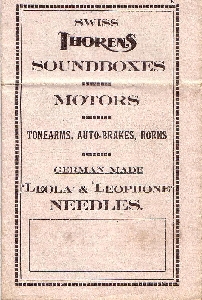 SWISS
THORENS
SOUNDBOXES
MOTORS
TONEARMS, AUTO-BRAKES, HORNS
GERMAN MADE
"LEOLA & "LEOPHONE
NEEDLES.